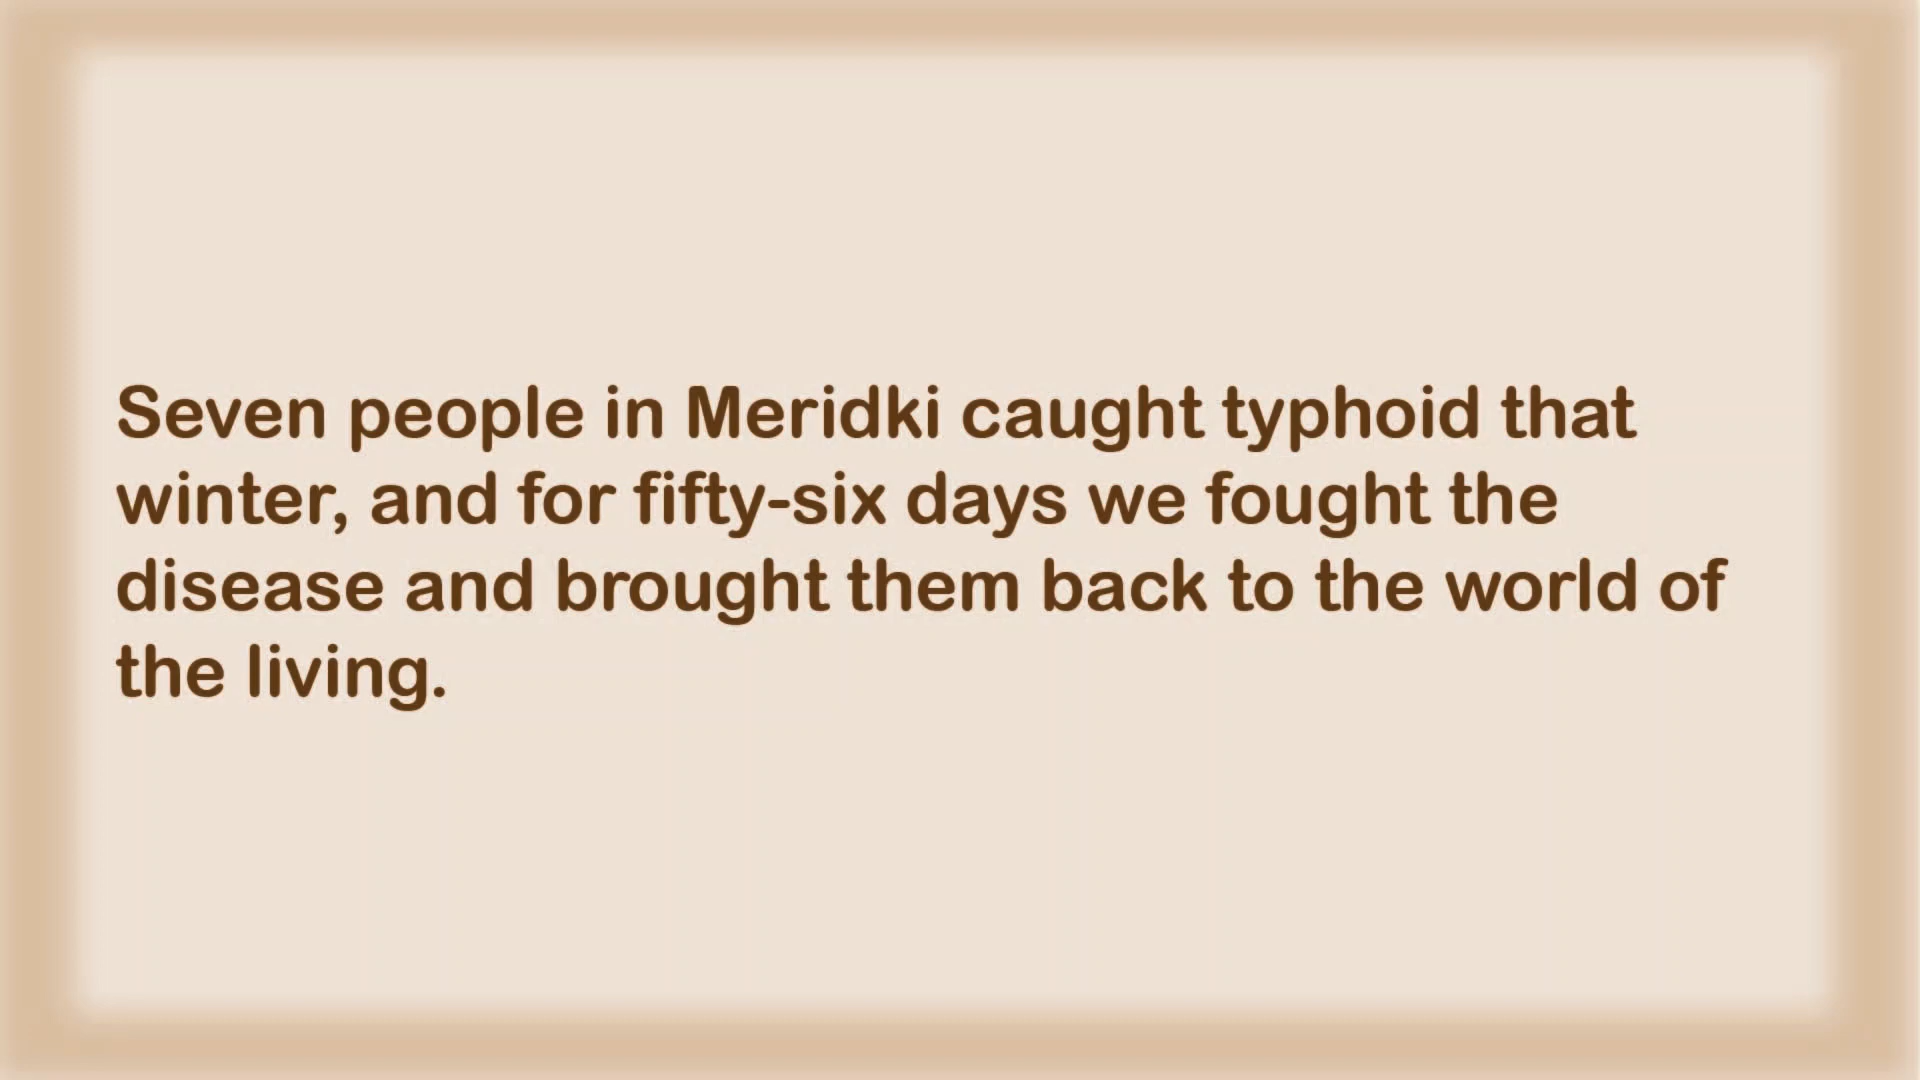 Seven people in Meridki caught typhoid that
winter, and for fifty-six days we fought the
disease and brought them back to the world of
the living.